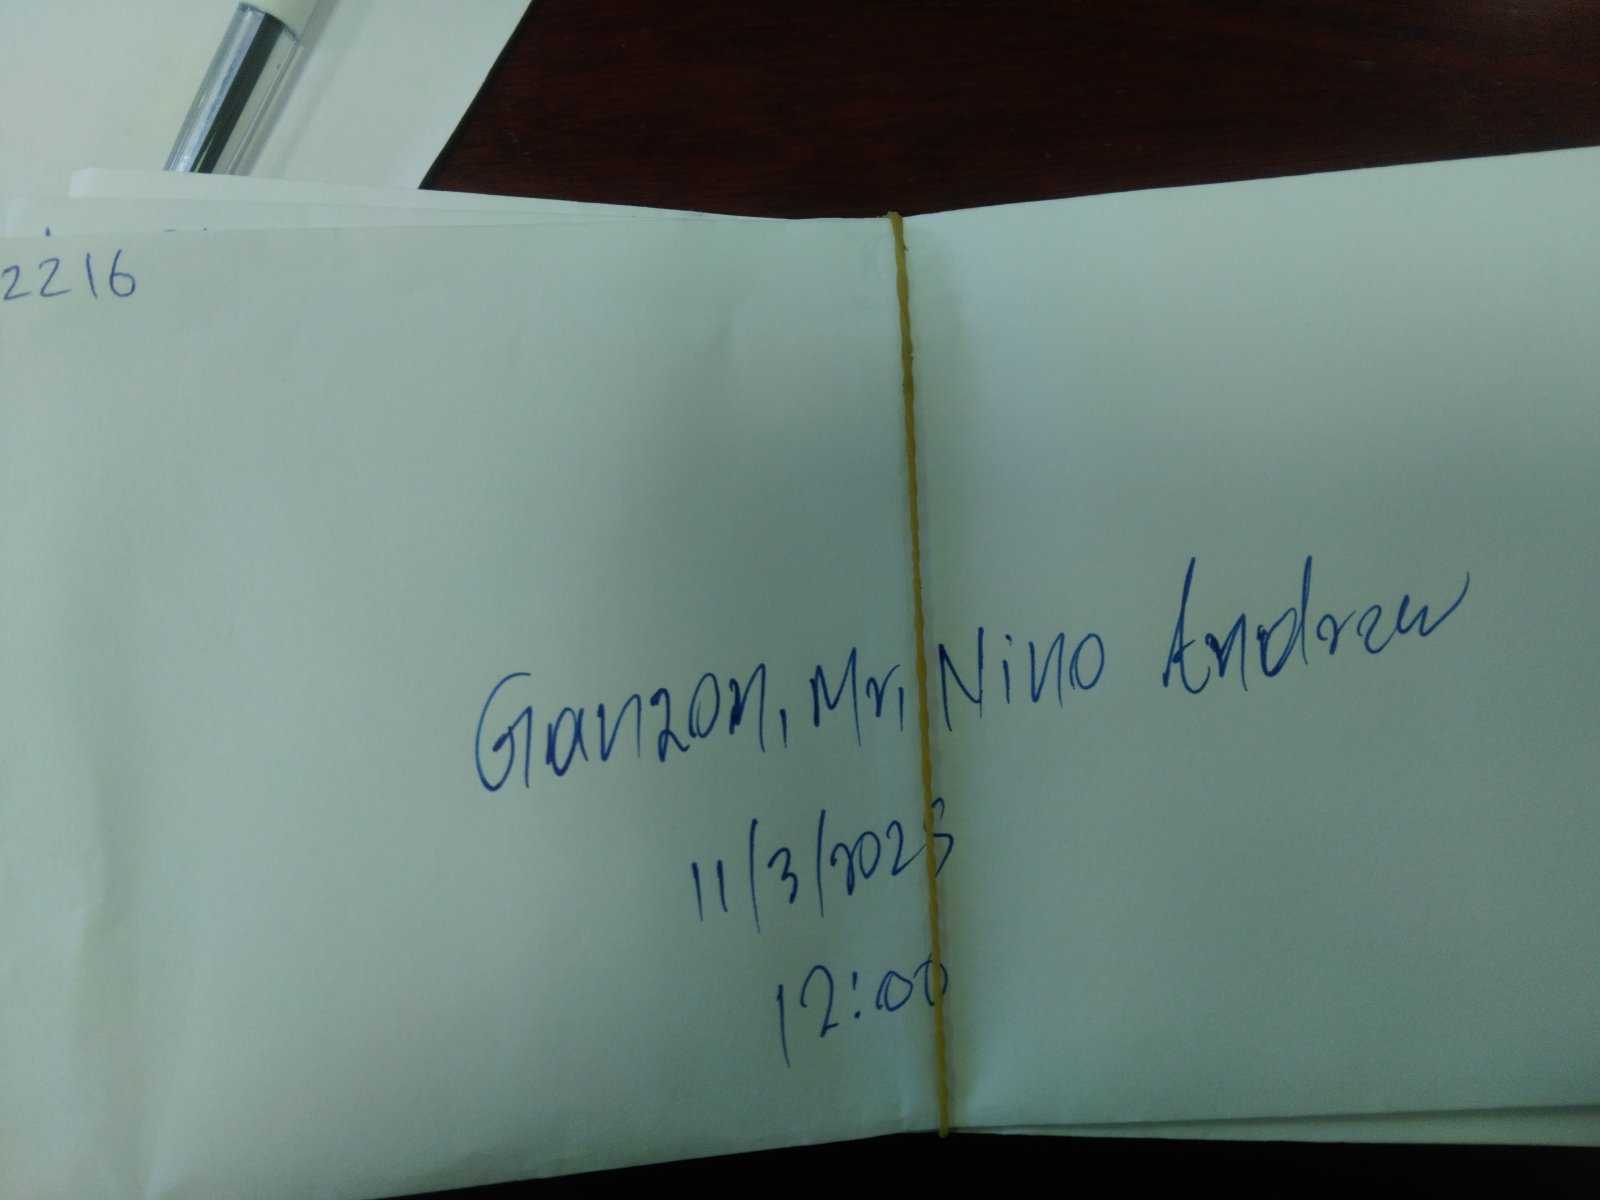 2216
Ganzon, Mr, Nino Andrew
11/3/2023
12:00